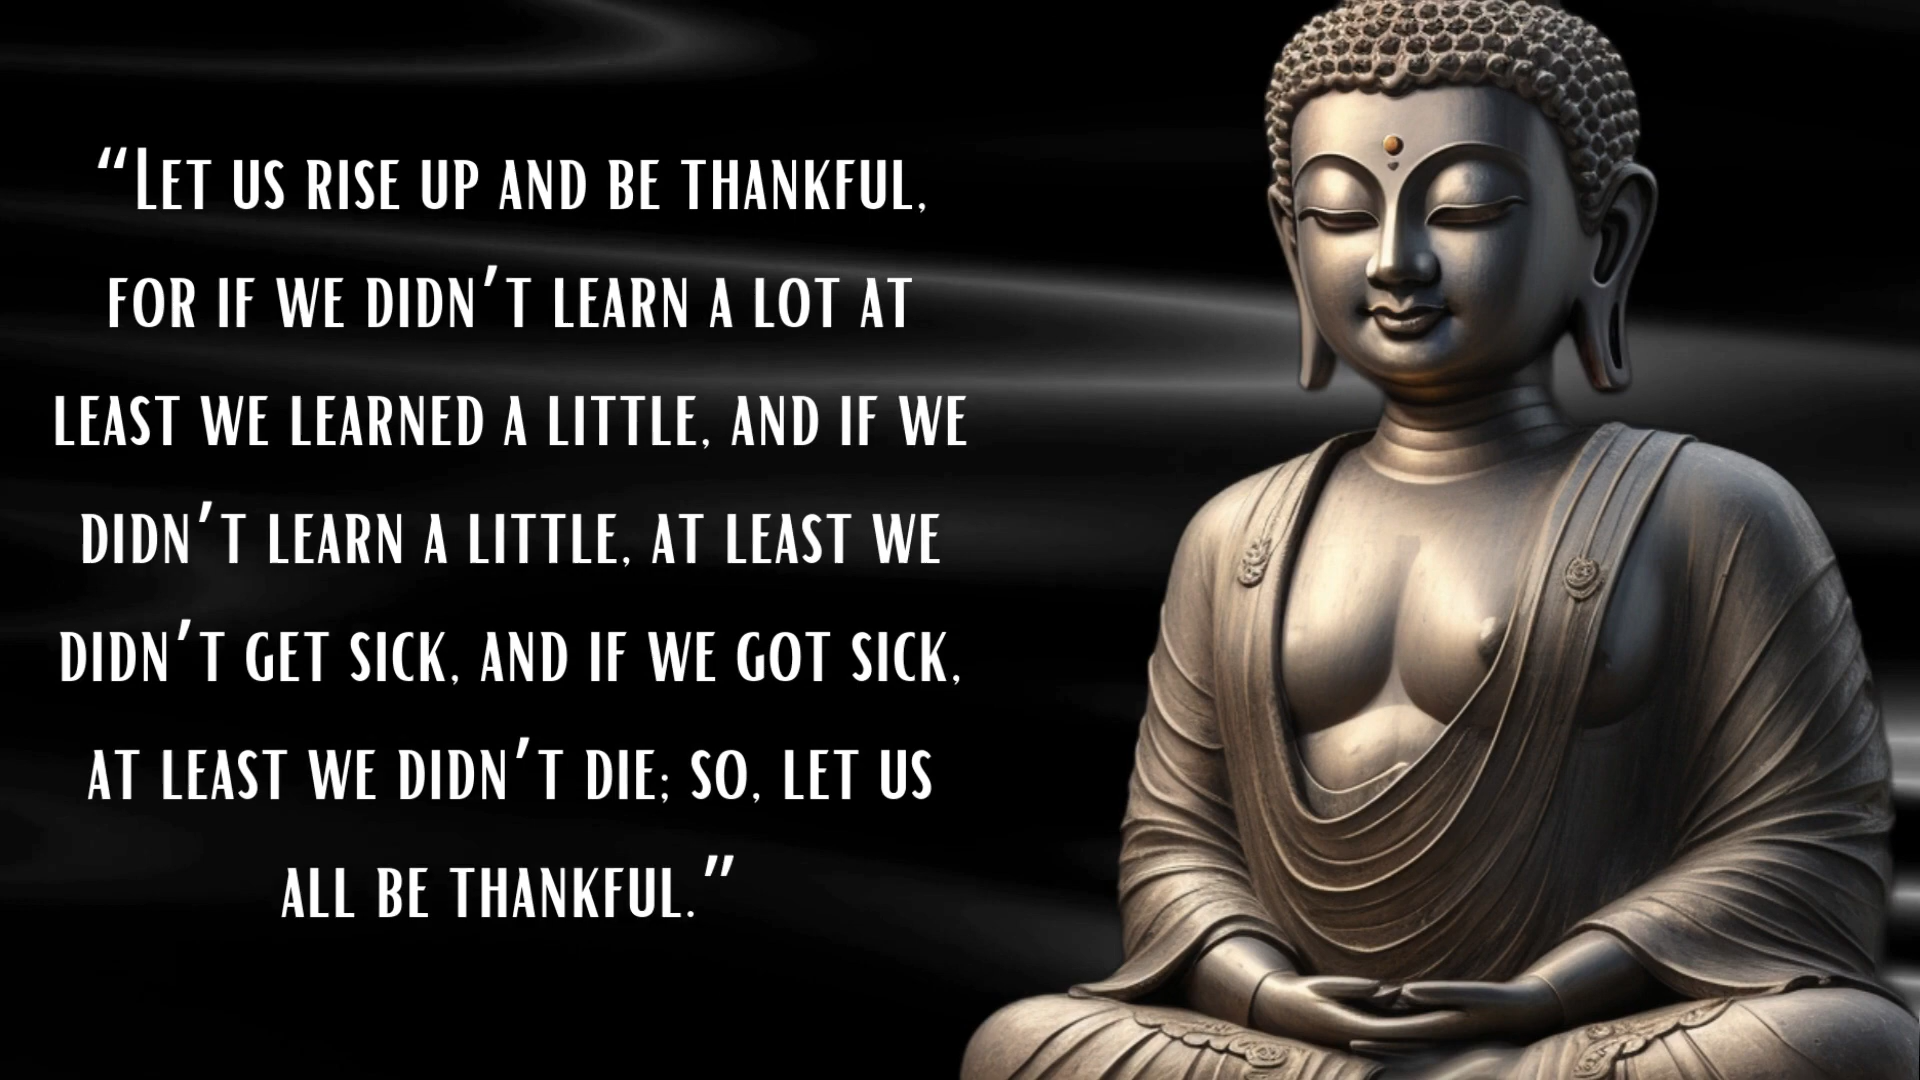 “Let us rise up and be thankful,
for if we didn't learn a lot at
least we learned a little, and if we
didn't learn a little, at least we
didn't get sick, and if we got sick,
at least we didn't die; so, let us
all be thankful.”